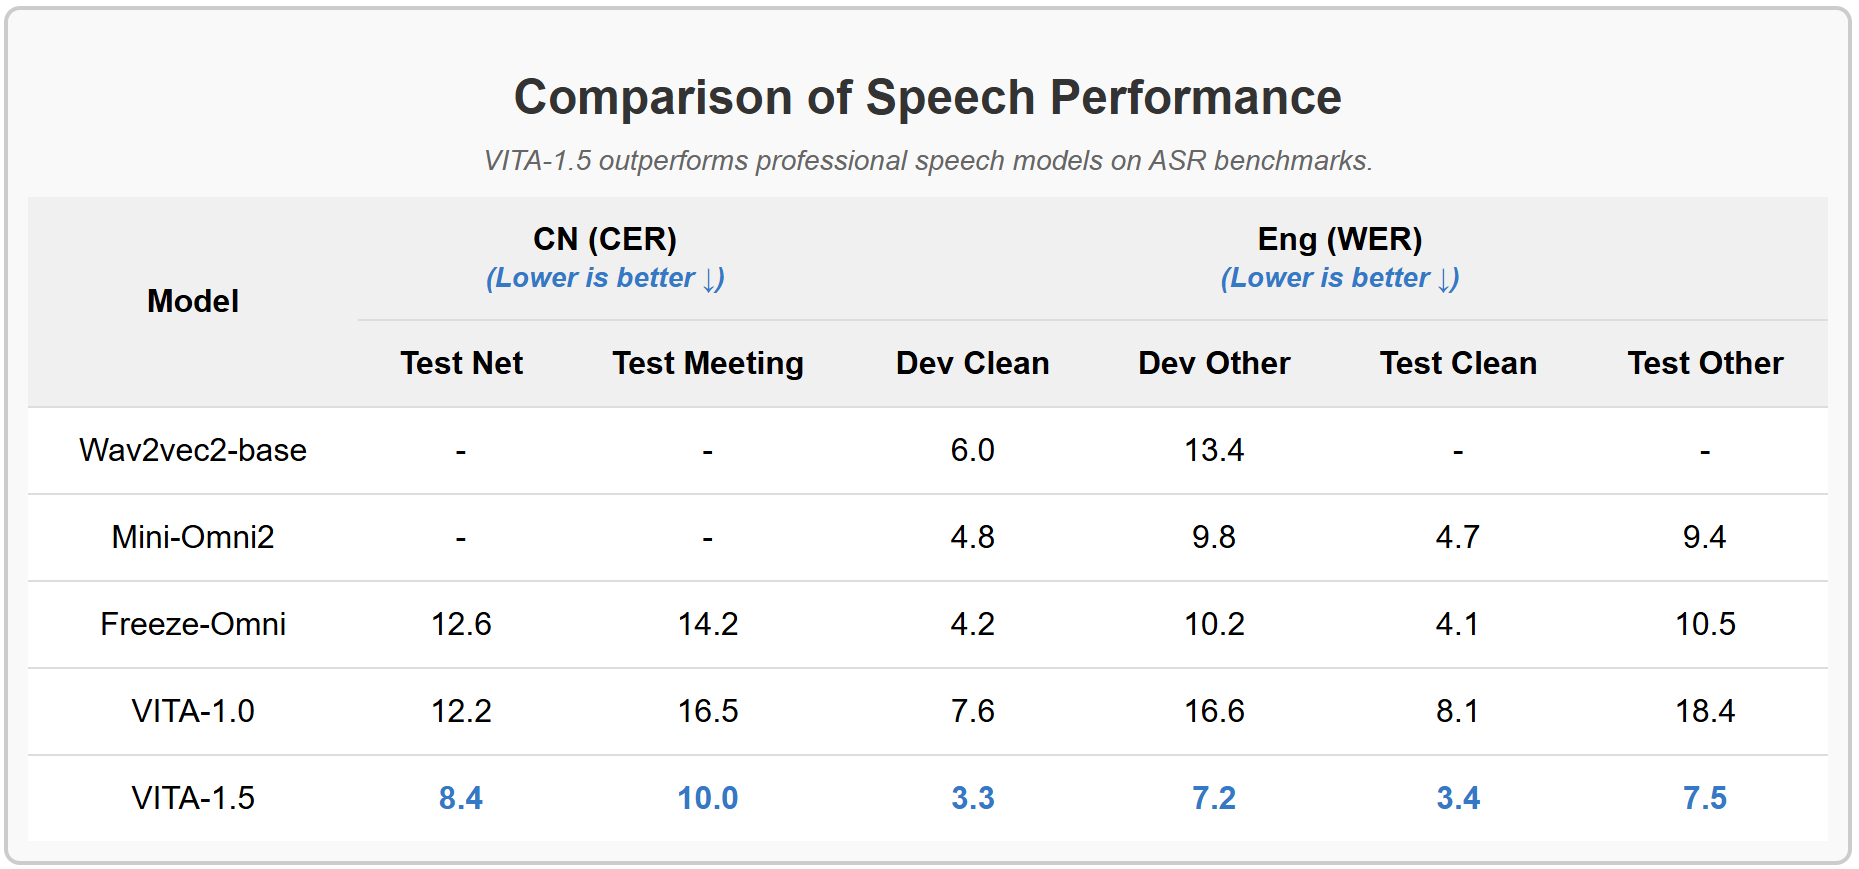 Comparison of Speech Performance
VITA-1.5 outperforms professional speech models on ASR benchmarks.
Model CN (CER) Eng (WER)
(Lower is better ↓) (Lower is better ↓)
Test Net Test Meeting Dev Clean Dev Other Test Clean Test Other
Wav2vec2-base - - 6.0 13.4 - -
Mini-Omni2 - - 4.8 9.8 4.7 9.4
Freeze-Omni 12.6 14.2 4.2 10.2 4.1 10.5
VITA-1.0 12.2 16.5 7.6 16.6 8.1 18.4
VITA-1.5 8.4 10.0 3.3 7.2 3.4 7.5